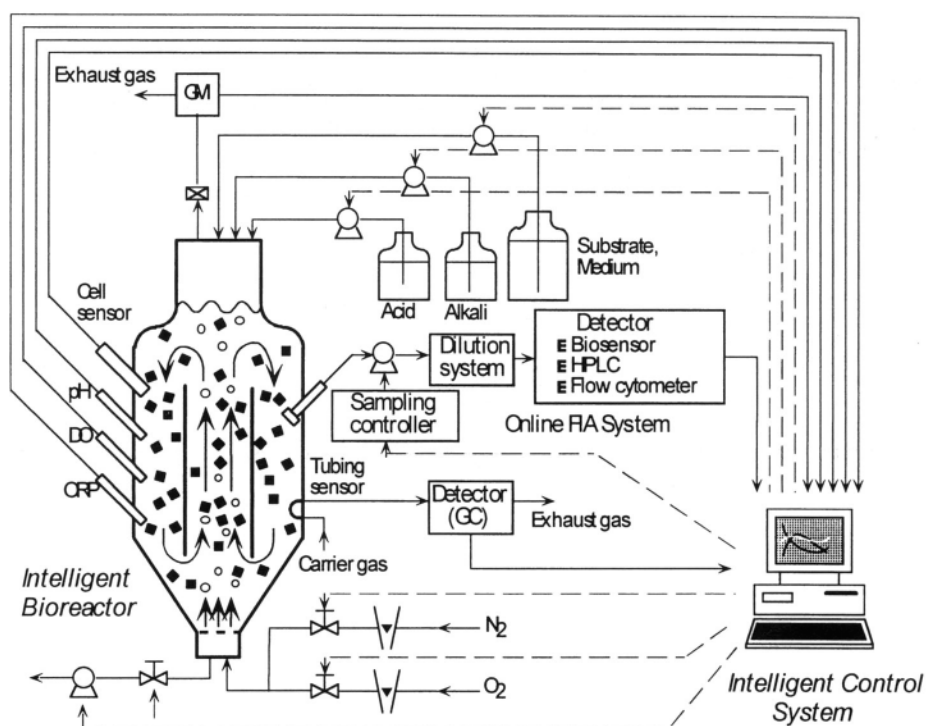 Exhaust gas
GM
Substrate,
Medium
Acid
Alkali
Cell
sensor
pH
DO
ORP
Dilution
system
Detector
E Biosensor
E HPLC
E Flow cytometer
Sampling
controller
Online FIA System
Tubing
sensor
Detector
(GC)
Exhaust gas
Carrier gas
Intelligent
Bioreactor
N2
O2
Intelligent Control
System